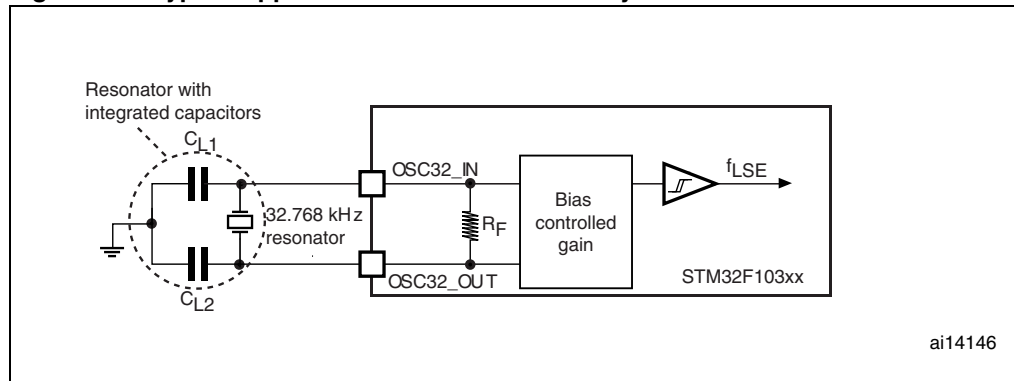 Resonator with
integrated capacitors
CL1
OSC32_IN
fLSE
32.768 kHz
resonator
RF
Bias
controlled
gain
OSC32_OUT
STM32F103xx
CL2
ai14146